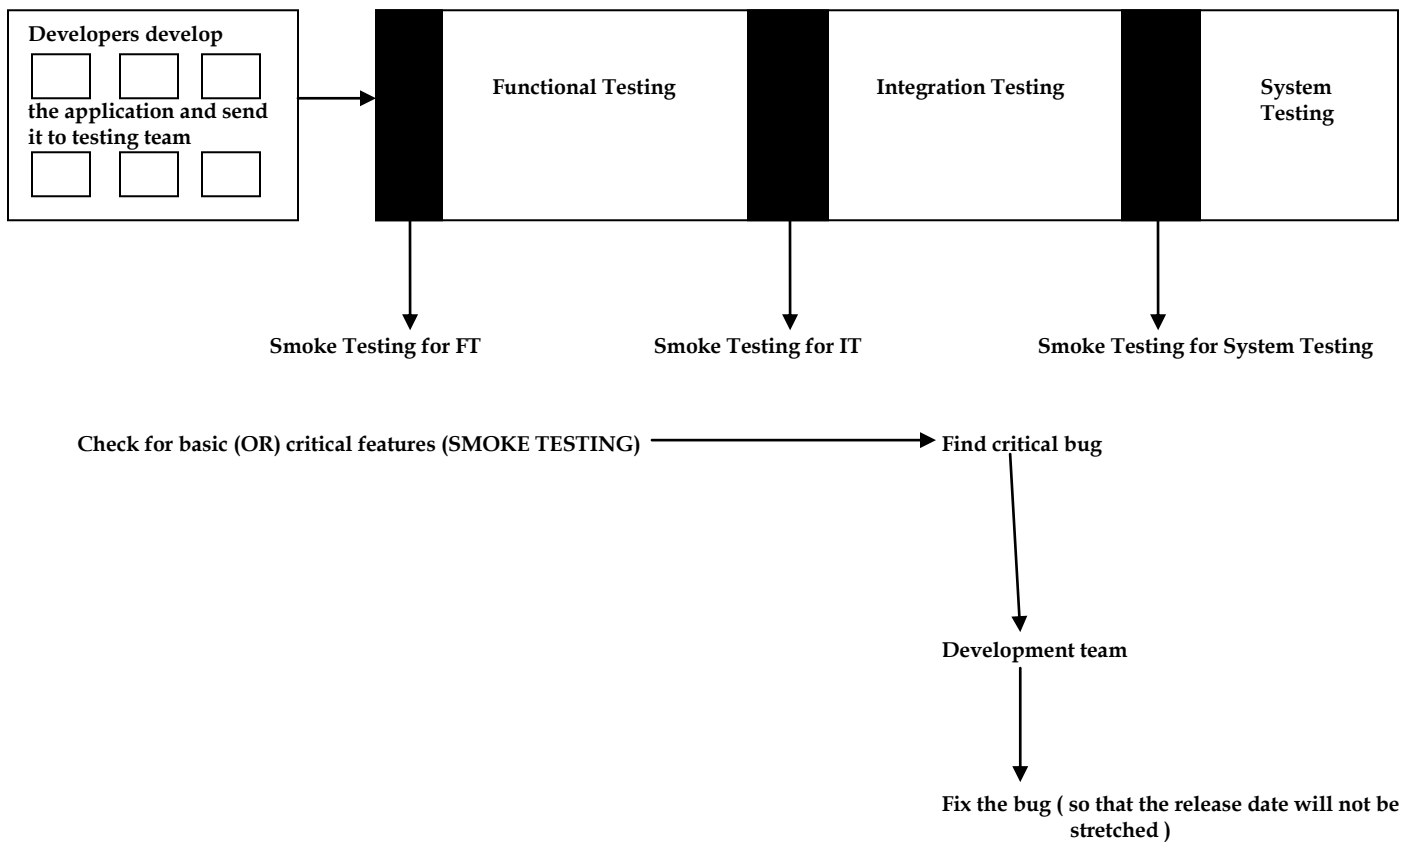 Developers develop
the application and send
it to testing team
Functional Testing
Integration Testing
System
Testing
Smoke Testing for FT
Smoke Testing for IT
Smoke Testing for System Testing
Check for basic (OR) critical features (SMOKE TESTING)
Find critical bug
Development team
Fix the bug ( so that the release date will not be
stretched )